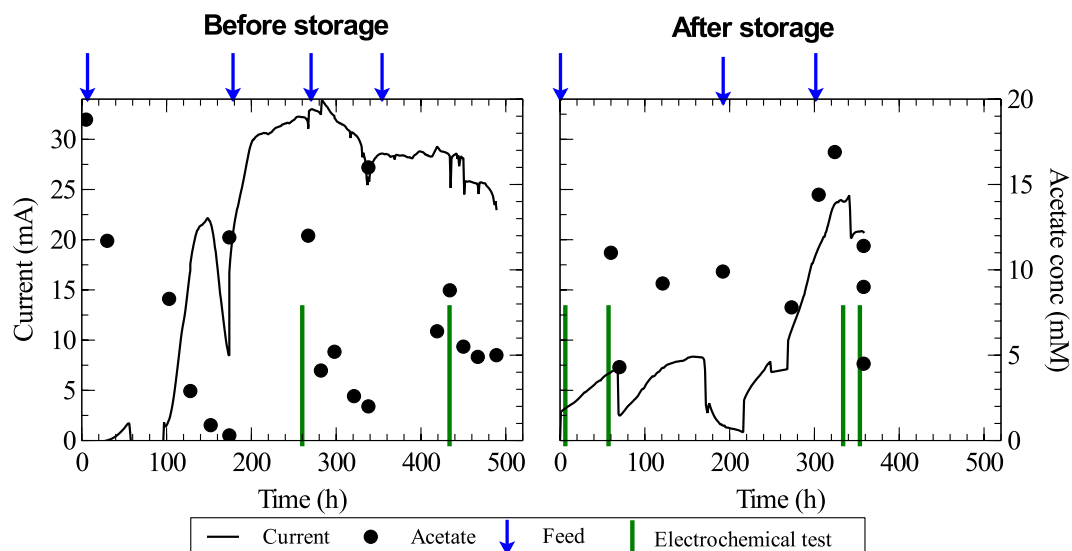 Before storage
After storage
30
25
20
15
10
5
0
Current (mA)
0 100 200 300 400 500
Time (h)
20
15
10
5
0
Acetate conc (mM)
0 100 200 300 400 500
Time (h)
Current Acetate Feed Electrochemical test